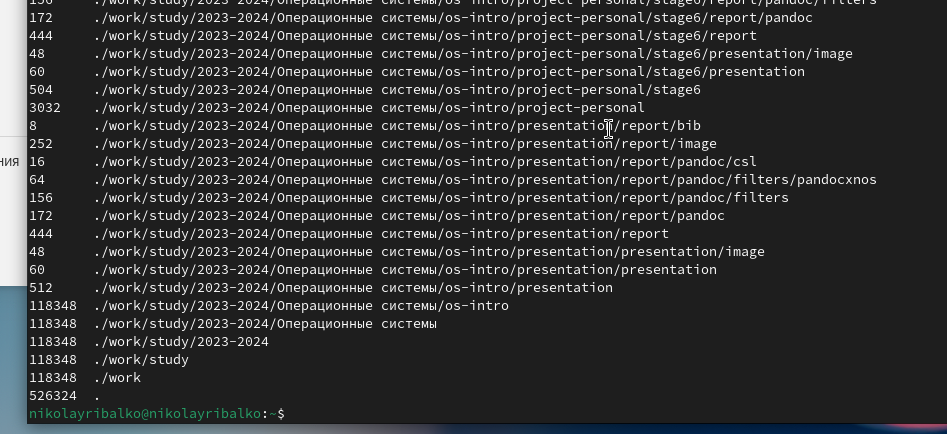 156     ./work/study/2023-2024/Операционные системы/os-intro/project-personal/stage6/report/pandoc/filters
172     ./work/study/2023-2024/Операционные системы/os-intro/project-personal/stage6/report/pandoc
444     ./work/study/2023-2024/Операционные системы/os-intro/project-personal/stage6/report
48      ./work/study/2023-2024/Операционные системы/os-intro/project-personal/stage6/presentation/image
60      ./work/study/2023-2024/Операционные системы/os-intro/project-personal/stage6/presentation
504     ./work/study/2023-2024/Операционные системы/os-intro/project-personal/stage6
3032    ./work/study/2023-2024/Операционные системы/os-intro/project-personal
8       ./work/study/2023-2024/Операционные системы/os-intro/presentation/report/bib
ния
252     ./work/study/2023-2024/Операционные системы/os-intro/presentation/report/image
16      ./work/study/2023-2024/Операционные системы/os-intro/presentation/report/pandoc/csl
64      ./work/study/2023-2024/Операционные системы/os-intro/presentation/report/pandoc/filters/pandocxnos
156     ./work/study/2023-2024/Операционные системы/os-intro/presentation/report/pandoc/filters
172     ./work/study/2023-2024/Операционные системы/os-intro/presentation/report/pandoc
444     ./work/study/2023-2024/Операционные системы/os-intro/presentation/report
48      ./work/study/2023-2024/Операционные системы/os-intro/presentation/presentation/image
60      ./work/study/2023-2024/Операционные системы/os-intro/presentation/presentation
512     ./work/study/2023-2024/Операционные системы/os-intro/presentation
118348  ./work/study/2023-2024/Операционные системы/os-intro
118348  ./work/study/2023-2024/Операционные системы
118348  ./work/study/2023-2024
118348  ./work/study
118348  ./work
526324  .
nikolayribalko@nikolayribalko:~$